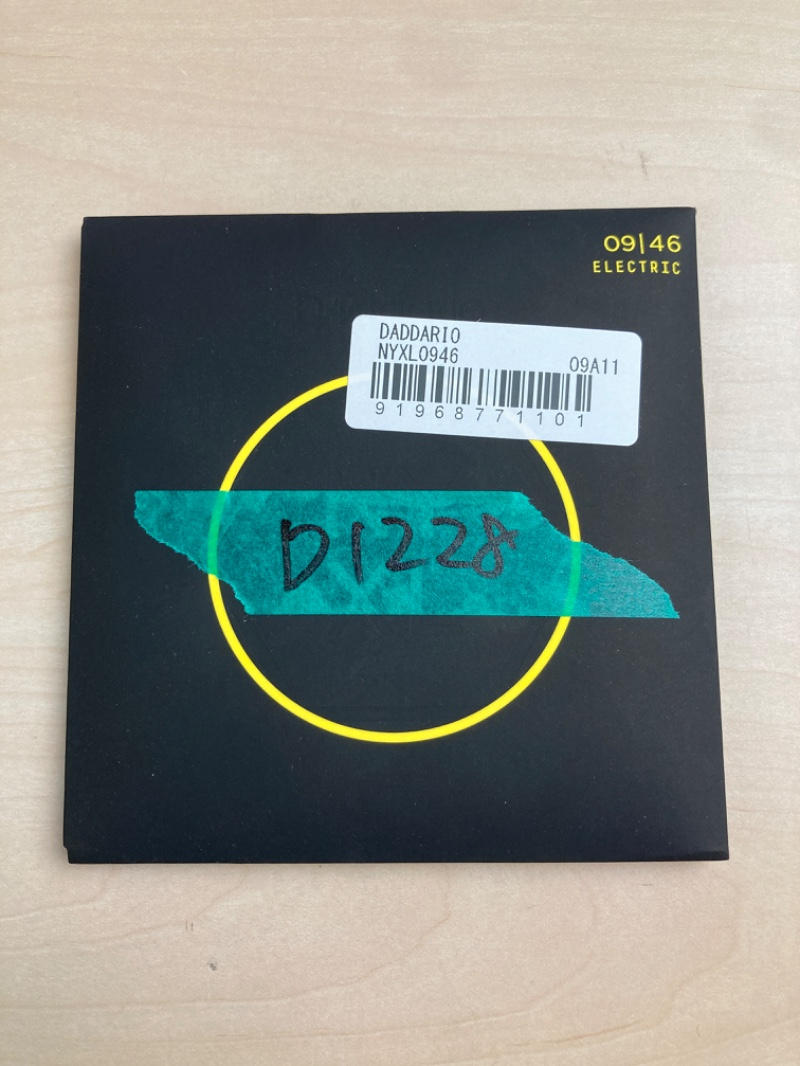 09|46
ELECTRIC
DADDARIO
NYXL0946
09A11
91968771101
D1228